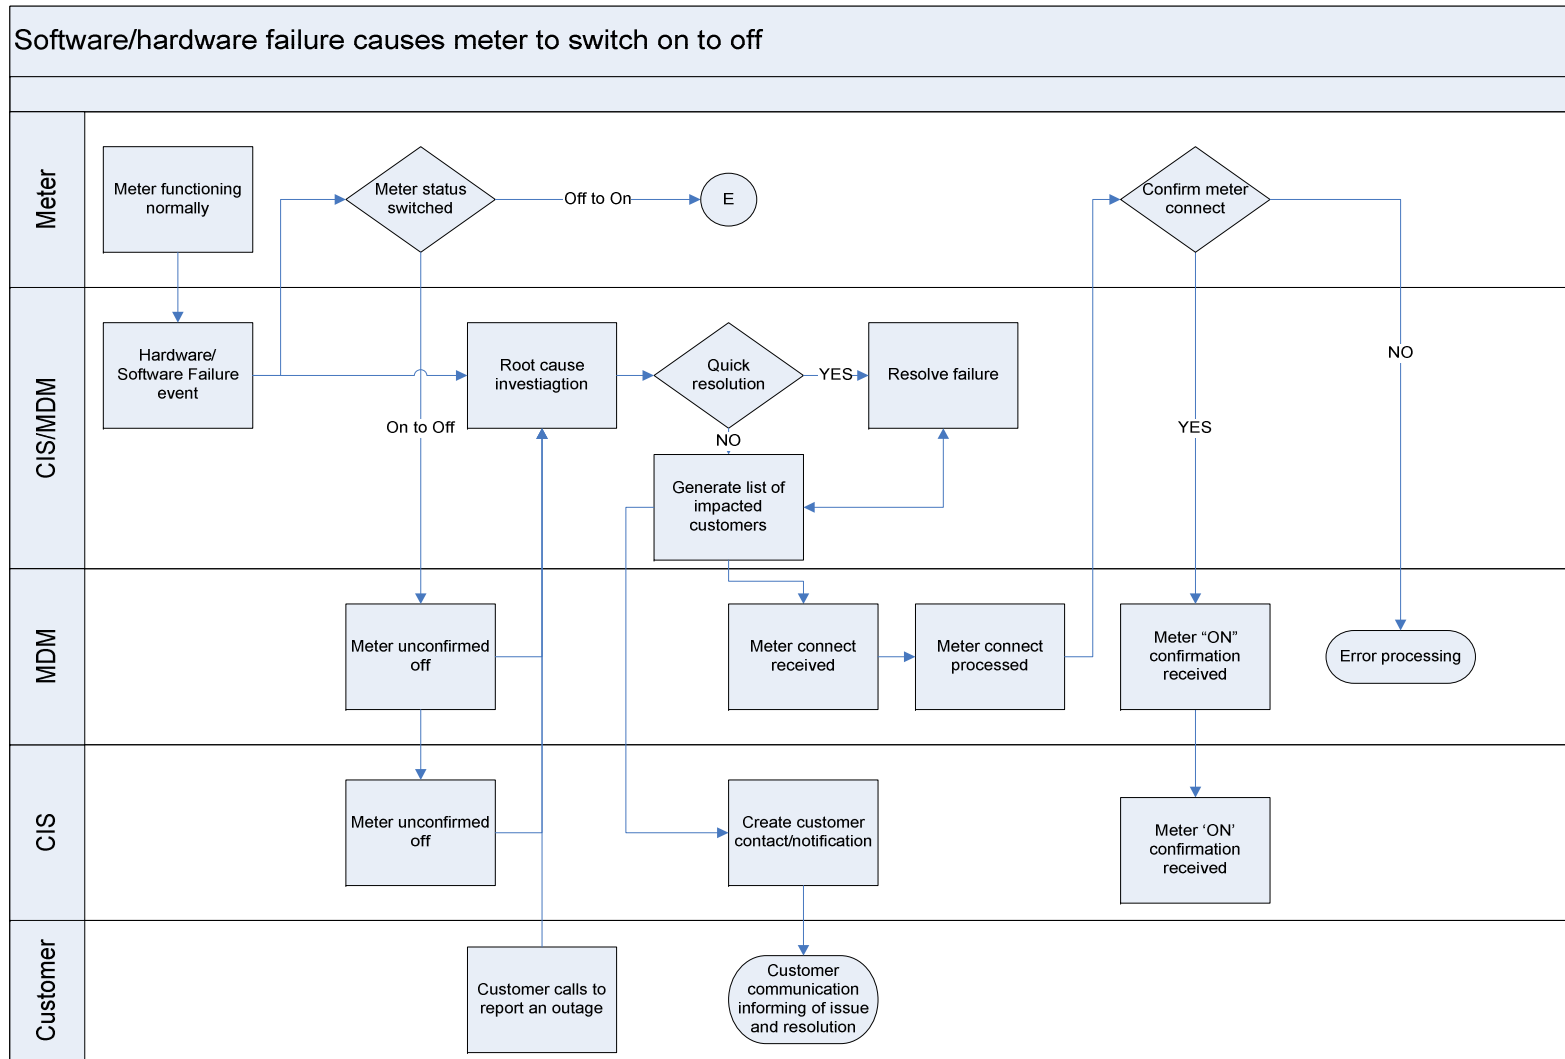 Software/hardware failure causes meter to switch on to off
Meter
Meter functioning
normally
Meter status
switched
Off to On
E
Confirm meter
connect
CIS/MDM
Hardware/
Software Failure
event
On to Off
Root cause
investiagtion
Quick
resolution
YES
Resolve failure
NO
Generate list of
impacted
customers
YES
NO
MDM
Meter unconfirmed
off
Meter connect
received
Meter connect
processed
Meter “ON”
confirmation
received
Error processing
CIS
Meter unconfirmed
off
Create customer
contact/notification
Meter ‘ON’
confirmation
received
Customer
Customer calls to
report an outage
Customer
communication
informing of issue
and resolution